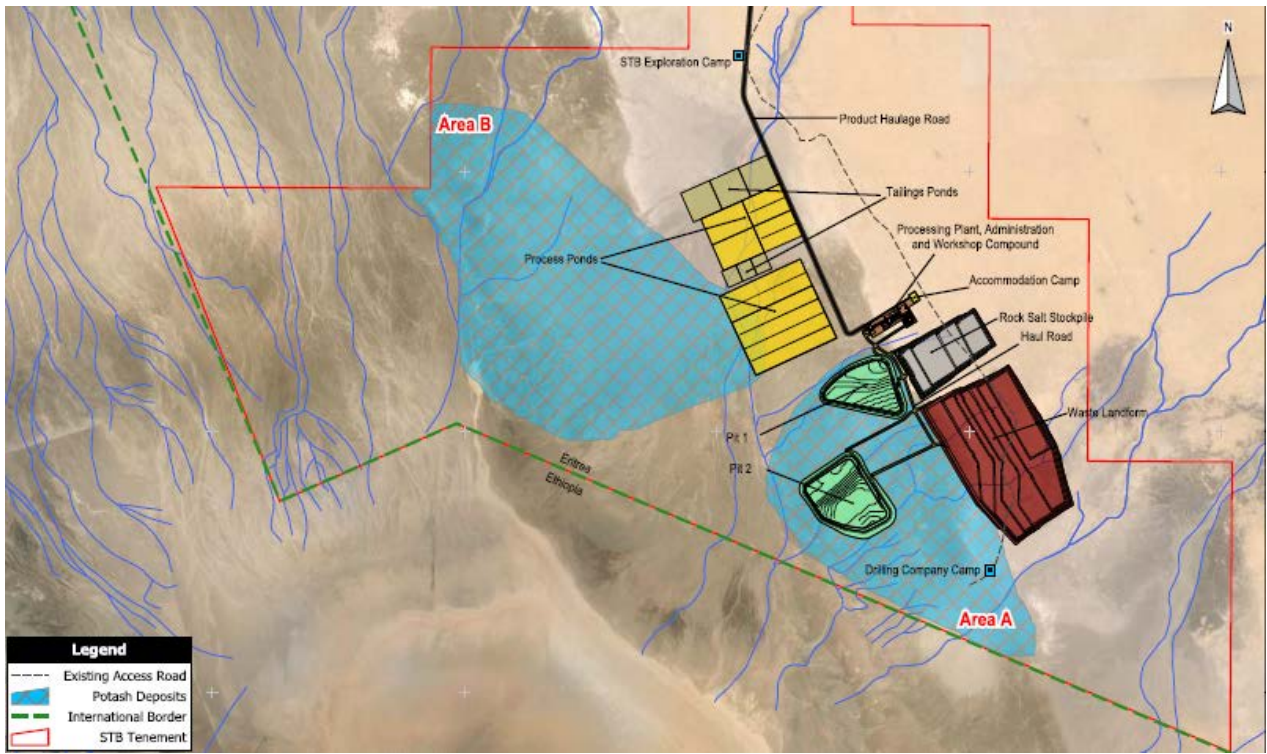 N
STB Exploration Camp
Area B
Product Haulage Road
Tailings Ponds
Processing Plant, Administration
and Workshop Compound
Process Ponds
Accommodation Camp
Rock Salt Stockpile
Haul Road
Waste Landform
Pit 1
Pit 2
Eritrea
Ethiopia
Drilling Company Camp
Area A
Legend
Existing Access Road
Potash Deposits
International Border
STB Tenement